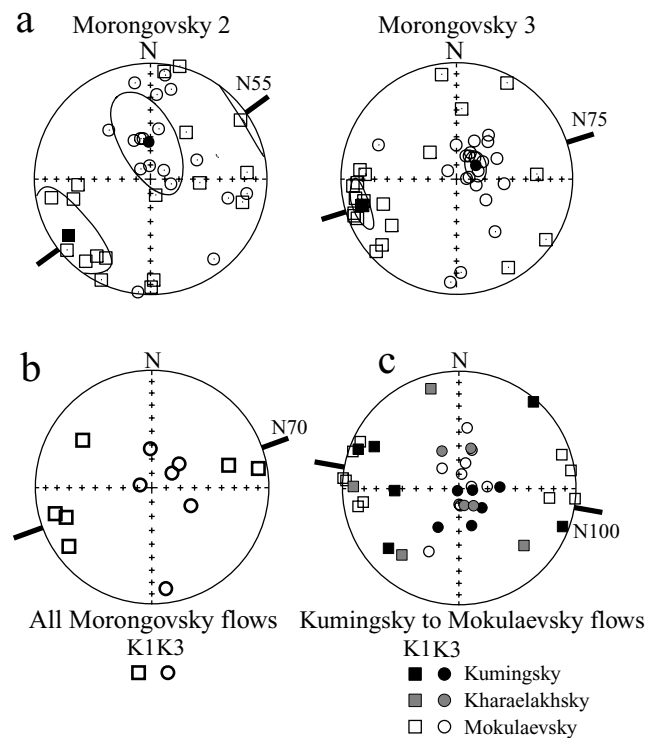 a
Morongovsky 2
Morongovsky 3
N
N55
N
N75
b
N
N70
c
N
N100
All Morongovsky flows
K1K3
Kumingsky to Mokulaevsky flows
K1K3
Kumingsky
Kharaelakhsky
Mokulaevsky